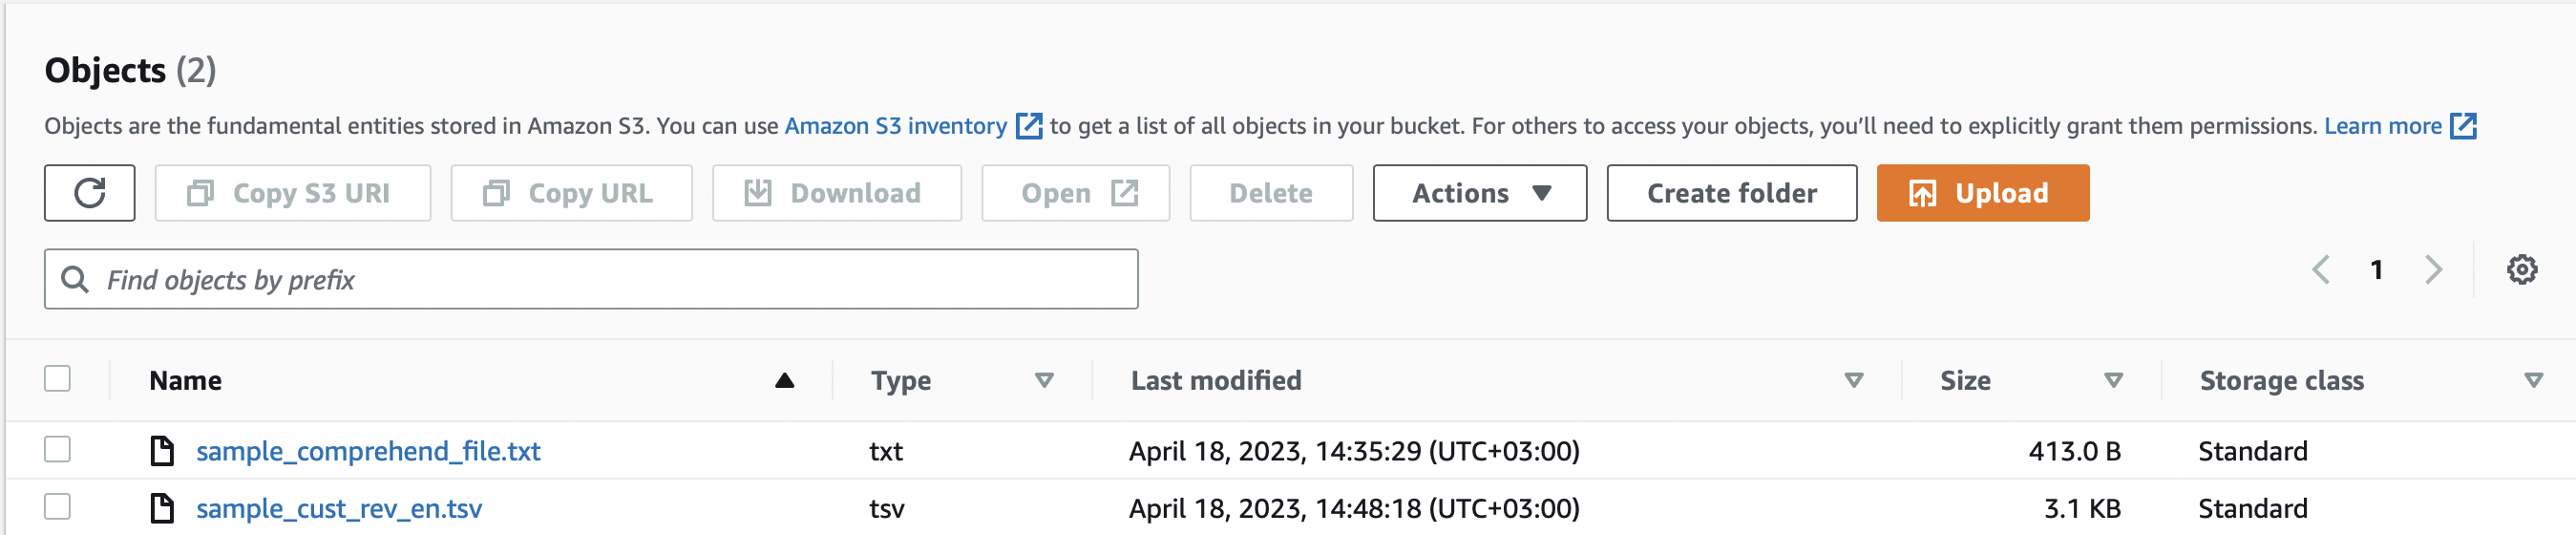 Objects (2)
Objects are the fundamental entities stored in Amazon S3. You can use Amazon S3 inventory to get a list of all objects in your bucket. For others to access your objects, you’ll need to explicitly grant them permissions. Learn more
Copy S3 URI Copy URL Download Open Delete Actions Create folder Upload
Find objects by prefix 1
Name Type Last modified Size Storage class
sample_comprehend_file.txt txt April 18, 2023, 14:35:29 (UTC+03:00) 413.0 B Standard
sample_cust_rev_en.tsv tsv April 18, 2023, 14:48:18 (UTC+03:00) 3.1 KB Standard